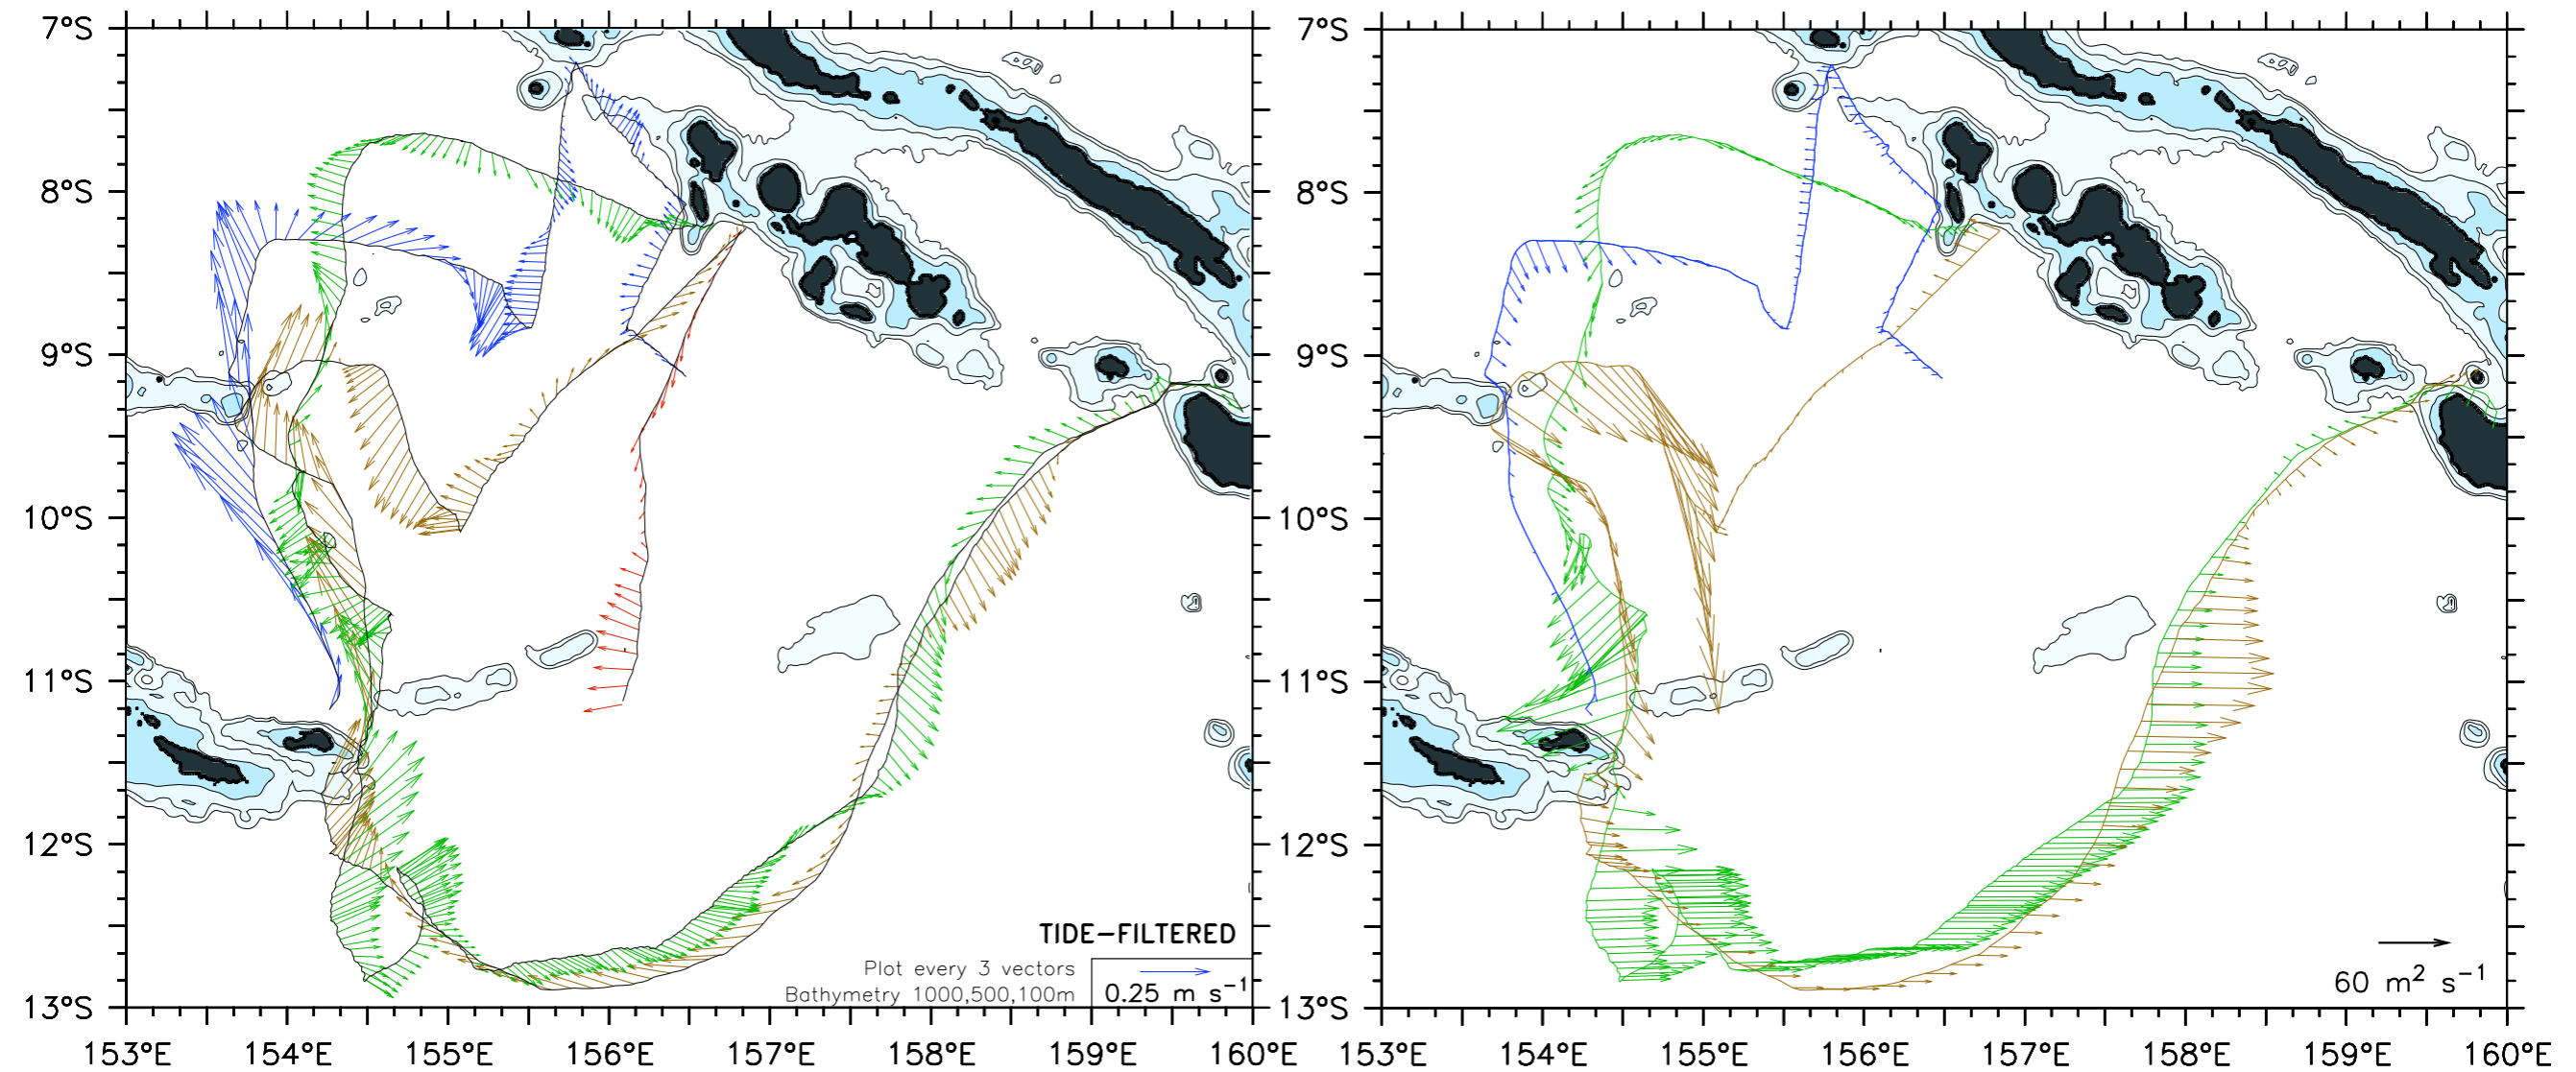 7°S 7°S
8°S 8°S
9°S 9°S
10°S 10°S
11°S 11°S
12°S 12°S
TIDE-FILTERED
Plot every 3 vectors
Bathymetry 1000,500,100m
0.25 m s⁻¹
60 m² s⁻¹
13°S 13°S
153°E 154°E 155°E 156°E 157°E 158°E 159°E 160°E 153°E 154°E 155°E 156°E 157°E 158°E 159°E 160°E